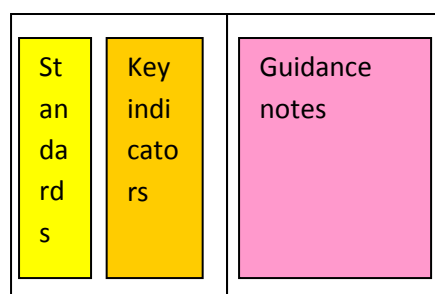 St
an
da
rd
s
Key
indi
cato
rs
Guidance
notes